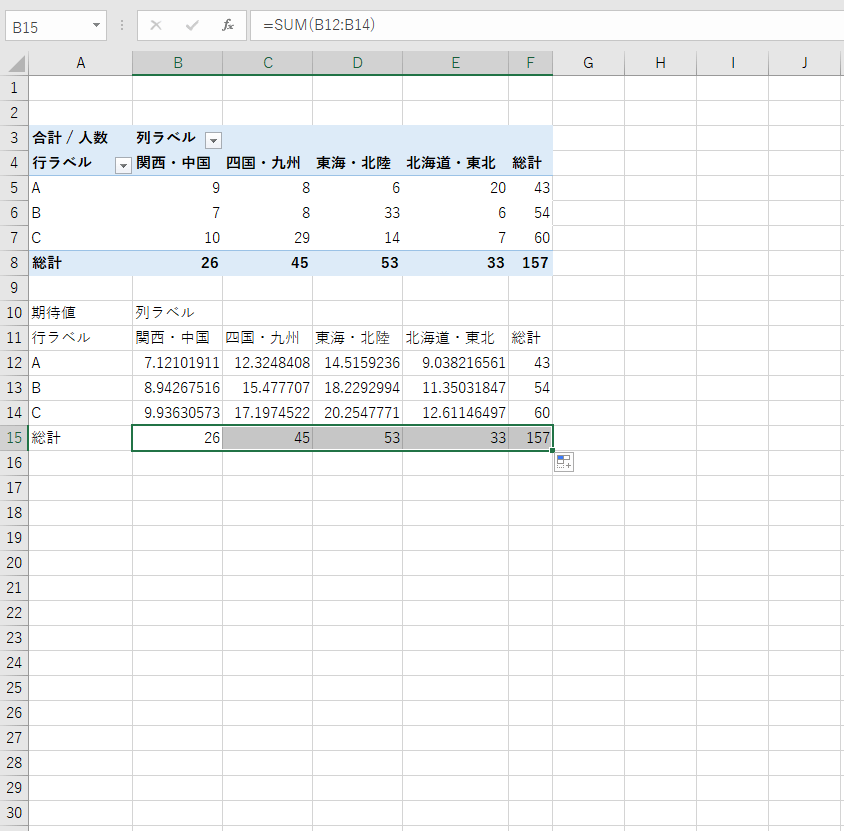 B15 fx =SUM(B12:B14)
A B C D E F G H I J
1
2
3 合計 / 人数 列ラベル
4 行ラベル 関西・中国 四国・九州 東海・北陸 北海道・東北 総計
5 A 9 8 6 20 43
6 B 7 8 33 6 54
7 C 10 29 14 7 60
8 総計 26 45 53 33 157
9
10 期待値 列ラベル
11 行ラベル 関西・中国 四国・九州 東海・北陸 北海道・東北 総計
12 A 7.12101911 12.3248408 14.5159236 9.038216561 43
13 B 8.94267516 15.477707 18.2292994 11.35031847 54
14 C 9.93630573 17.1974522 20.2547771 12.61146497 60
15 総計 26 45 53 33 157
16
17
18
19
20
21
22
23
24
25
26
27
28
29
30